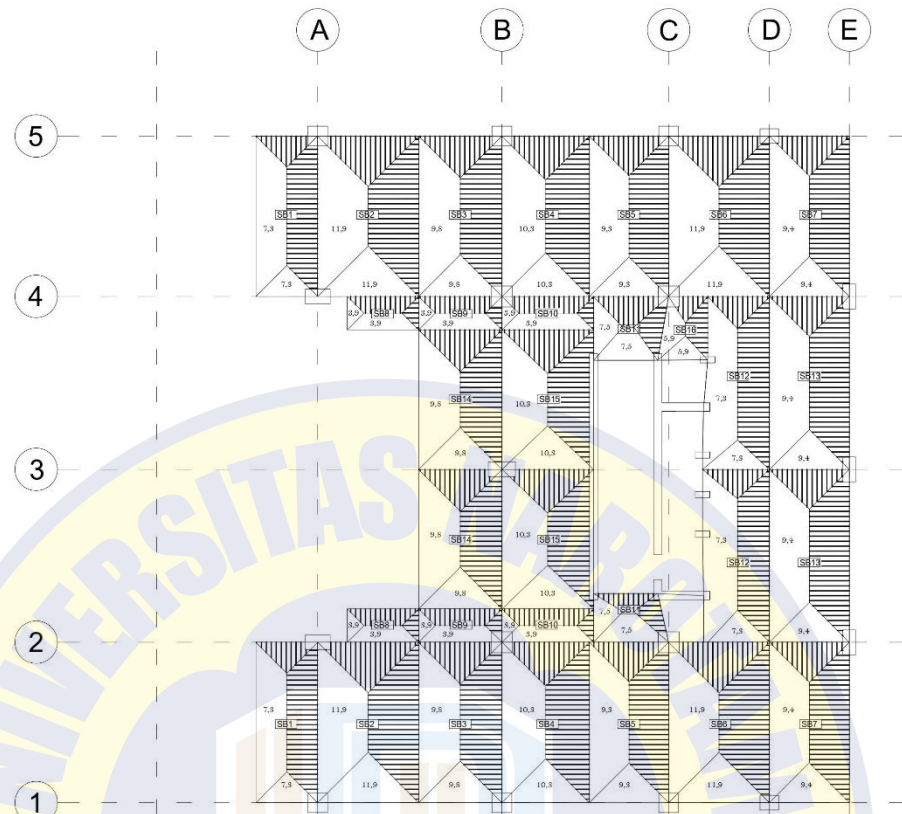 A B C D E
5
SB1 SB2 SB3 SB4 SB5 SB6 SB7
7,3 11,9 9,8 10,3 9,3 11,9 9,4
7,3 11,9 9,8 10,3 9,3 11,9 9,4
4
3,9 SB8 3,9 SB9 3,9 SB10 7,5 SB16
3,9 3,9 3,9 7,5 5,9 5,9
SB12 SB13
9,8 SB14 10,3 SB15 7,3 9,4
9,8 10,3 7,3 9,4
3
9,8 SB14 10,3 SB15 7,3 9,4
SB12 SB13
9,8 10,3
3,9 SB8 3,9 SB9 3,9 SB10 7,5
3,9 3,9 3,9 7,5 7,3 9,4
2
7,3 11,9 9,8 10,3 9,3 11,9 9,4
SB1 SB2 SB3 SB4 SB5 SB6 SB7
7,3 11,9 9,8 10,3 9,3 11,9 9,4
1